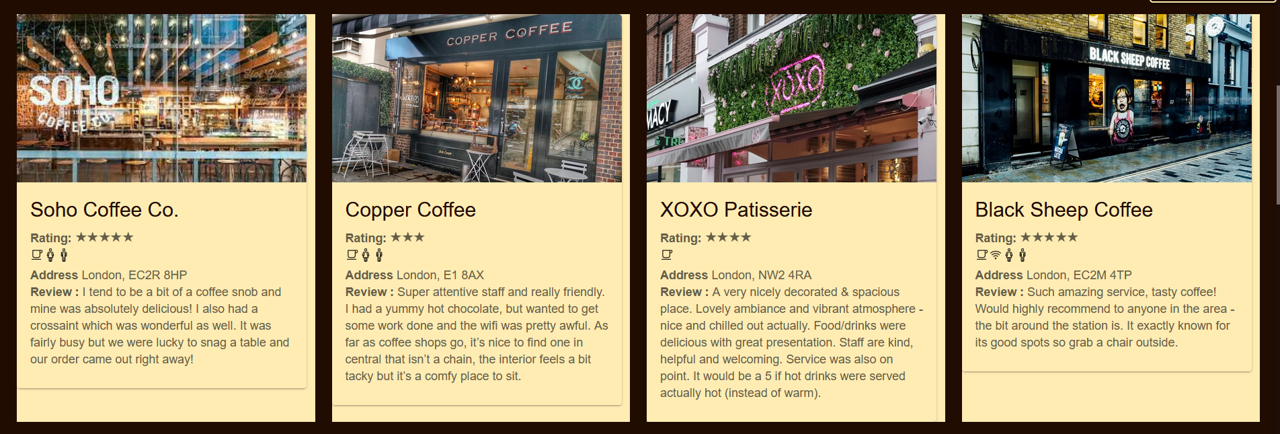 SOHO
COFFEE CO.
Soho Coffee Co.
Rating: ★★★★★
Address London, EC2R 8HP
Review : I tend to be a bit of a coffee snob and
mine was absolutely delicious! I also had a
crossaint which was wonderful as well. It was
fairly busy but we were lucky to snag a table and
our order came out right away!
COPPER COFFEE
Copper Coffee
Rating: ★★★
Address London, E1 8AX
Review : Super attentive staff and really friendly.
I had a yummy hot chocolate, but wanted to get
some work done and the wifi was pretty awful. As
far as coffee shops go, it’s nice to find one in
central that isn’t a chain, the interior feels a bit
tacky but it’s a comfy place to sit.
XOXO
XOXO Patisserie
Rating: ★★★★
Address London, NW2 4RA
Review : A very nicely decorated & spacious
place. Lovely ambiance and vibrant atmosphere -
nice and chilled out actually. Food/drinks were
delicious with great presentation. Staff are kind,
helpful and welcoming. Service was also on
point. It would be a 5 if hot drinks were served
actually hot (instead of warm).
BLACK SHEEP COFFEE
Black Sheep Coffee
Rating: ★★★★★
Address London, EC2M 4TP
Review : Such amazing service, tasty coffee!
Would highly recommend to anyone in the area -
the bit around the station is. It exactly known for
its good spots so grab a chair outside.